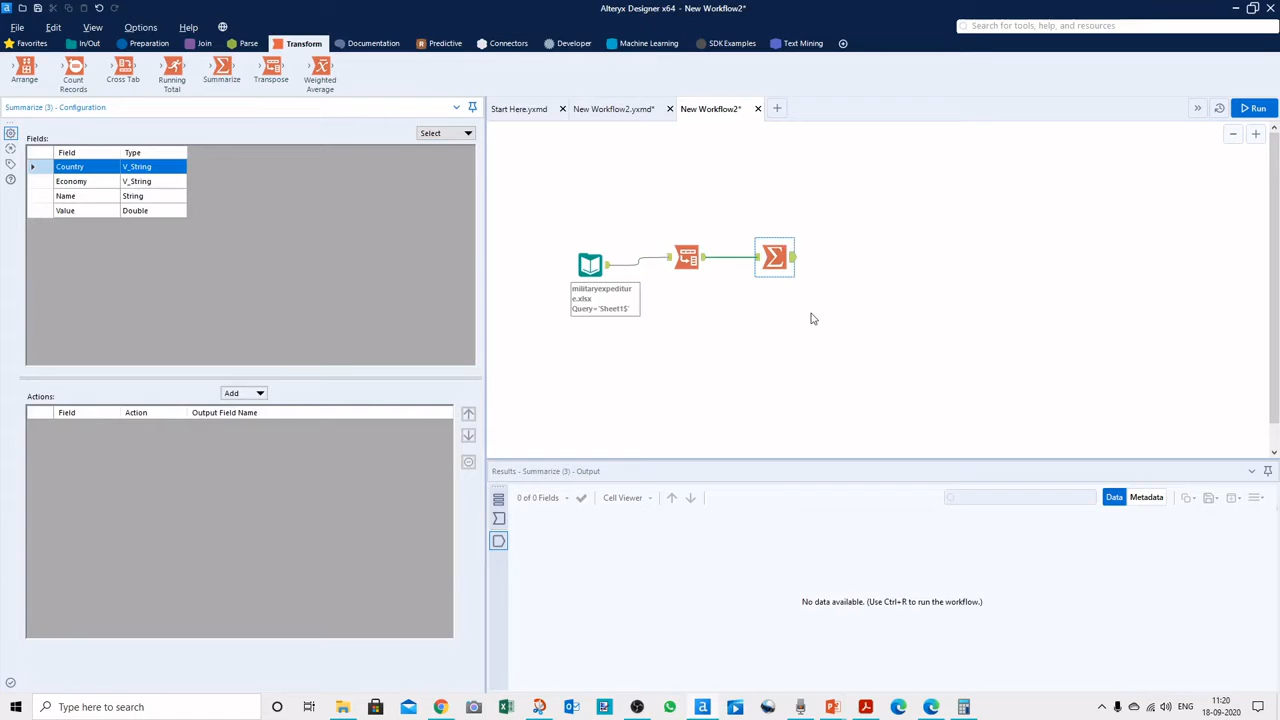 Alteryx Designer x64 - New Workflow2*
File Edit View Options Help
Search for tools, help, and resources
Favorites In/Out Preparation Join Parse Transform Documentation Predictive Connectors Developer Machine Learning SDK Examples Text Mining
Arrange Count Records Cross Tab Running Total Summarize Transpose Weighted Average
Summarize (3) - Configuration
Start Here.yxmd New Workflow2.yxmd* New Workflow2*
Run
Select
Fields:
Field Type
Country V_String
Economy V_String
Name String
Value Double
militaryexpeditur
e.xlsx
Query=`Sheet1$`
Add
Actions:
Field Action Output Field Name
Results - Summarize (3) - Output
0 of 0 Fields Cell Viewer Data Metadata
No data available. (Use Ctrl+R to run the workflow.)
Type here to search
ENG
11:20
18-09-2020